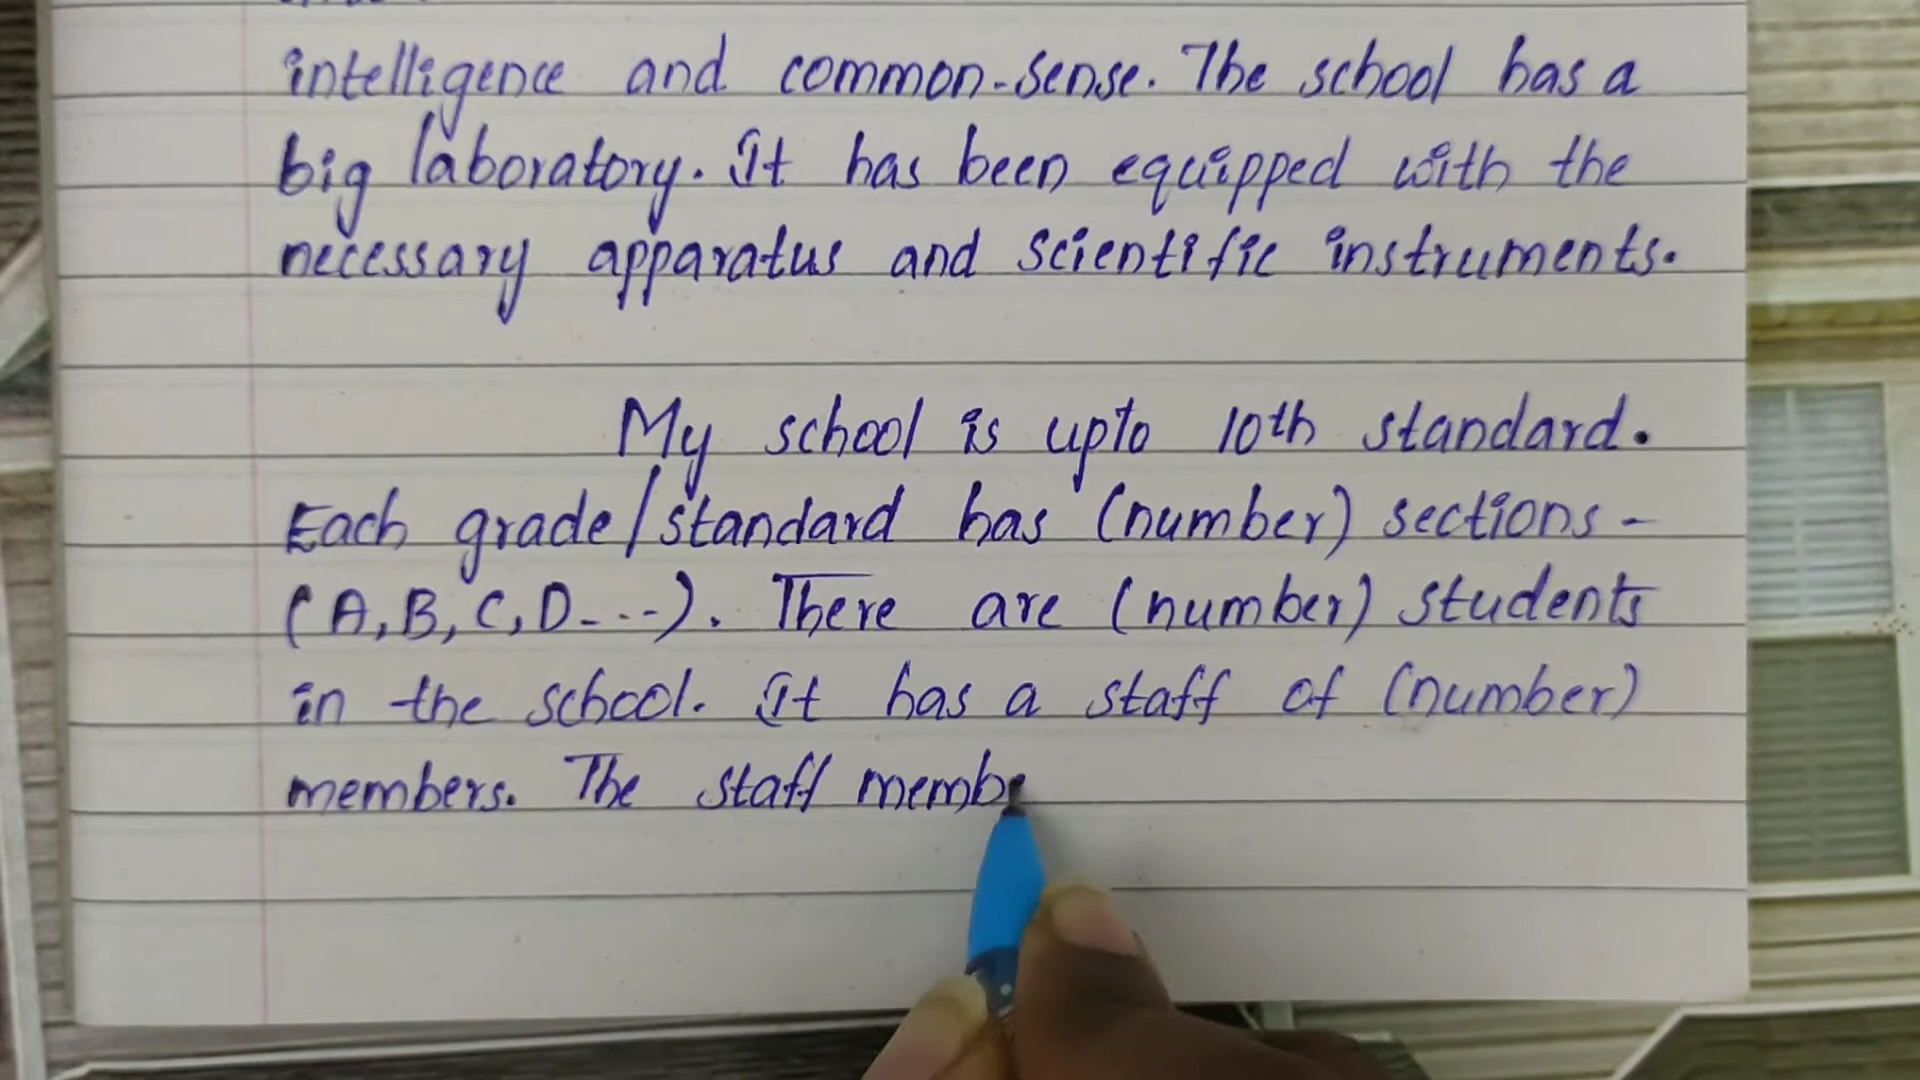 intelligence and common-sense. The school has a
big laboratory. It has been equipped with the
necessary apparatus and scientific instruments.
My school is upto 10th standard.
Each grade/standard has (number) sections -
(A, B, C, D---). There are (number) students
in the school. It has a staff of (number)
members. The staff membe